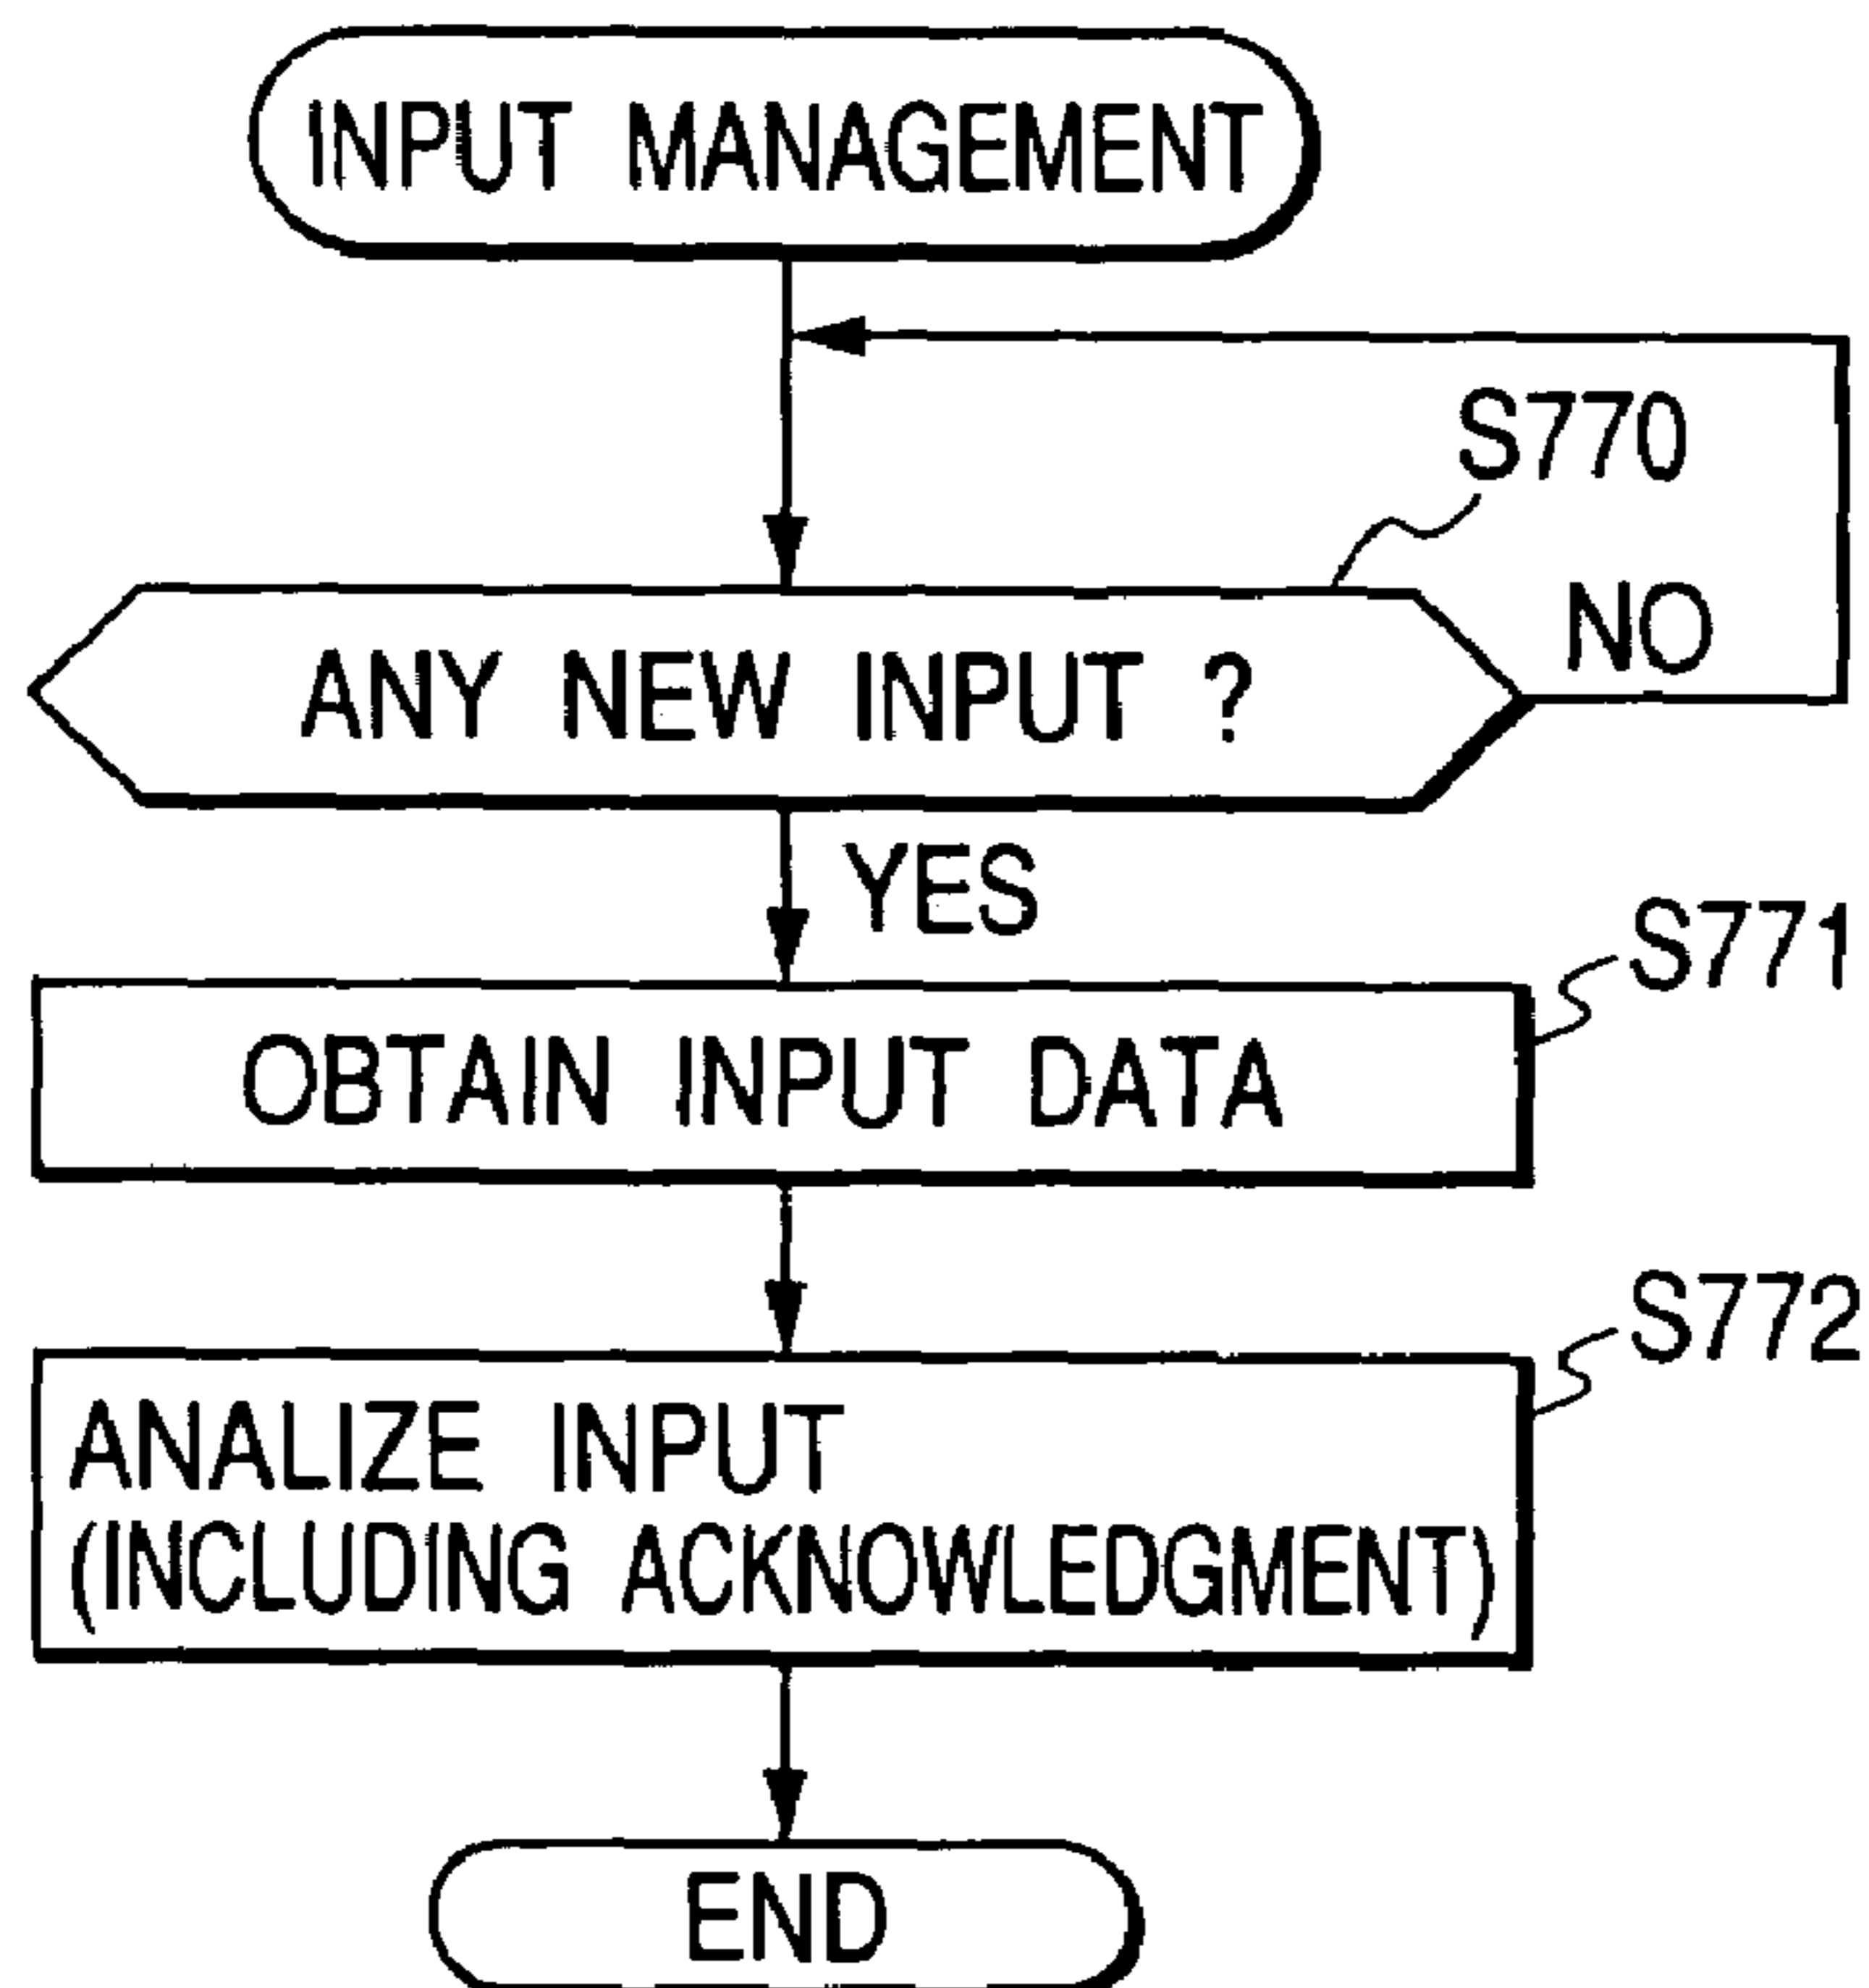 INPUT MANAGEMENT
S770
NO
ANY NEW INPUT ?
YES
S771
OBTAIN INPUT DATA
S772
ANALIZE INPUT
(INCLUDING ACKNOWLEDGMENT)
END